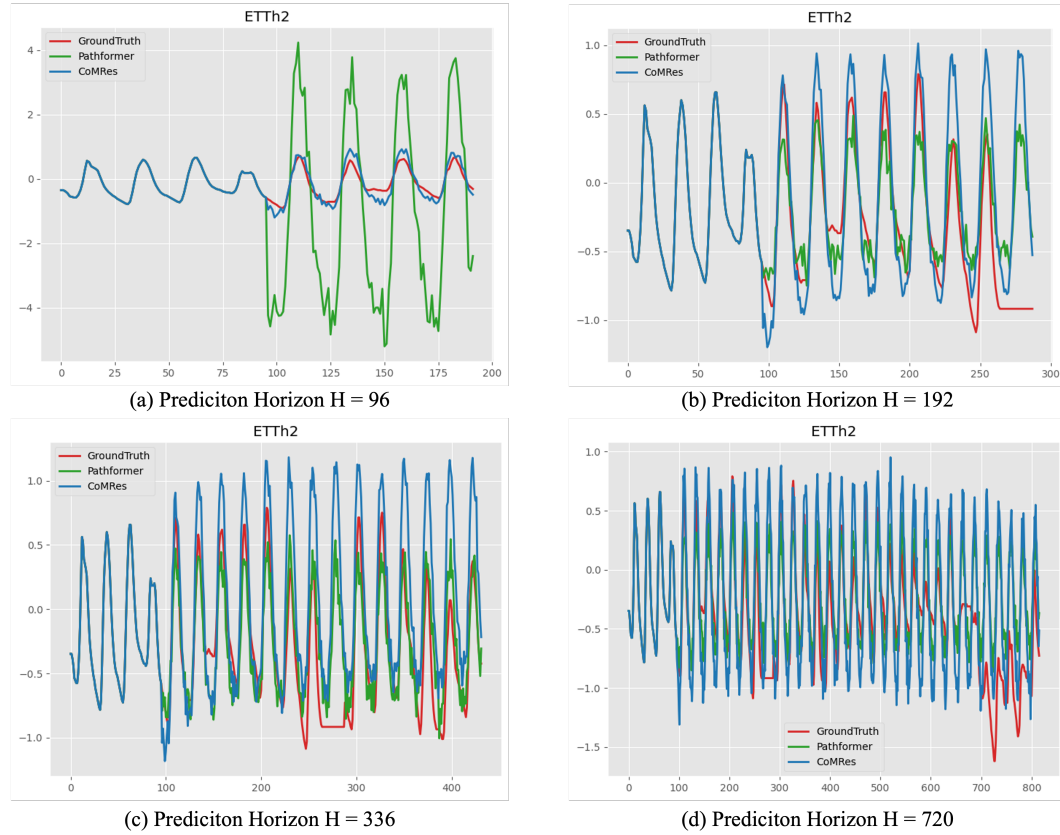 ETTh2
GroundTruth
Pathformer
CoMRes
4
2
0
−2
−4
0
25
50
75
100
125
150
175
200
(a) Prediciton Horizon H = 96
ETTh2
GroundTruth
Pathformer
CoMRes
1.0
0.5
0.0
−0.5
−1.0
0
50
100
150
200
250
300
(b) Prediciton Horizon H = 192
ETTh2
GroundTruth
Pathformer
CoMRes
1.0
0.5
0.0
−0.5
−1.0
0
100
200
300
400
(c) Prediciton Horizon H = 336
ETTh2
1.0
0.5
0.0
−0.5
−1.0
−1.5
GroundTruth
Pathformer
CoMRes
0
100
200
300
400
500
600
700
800
(d) Prediciton Horizon H = 720